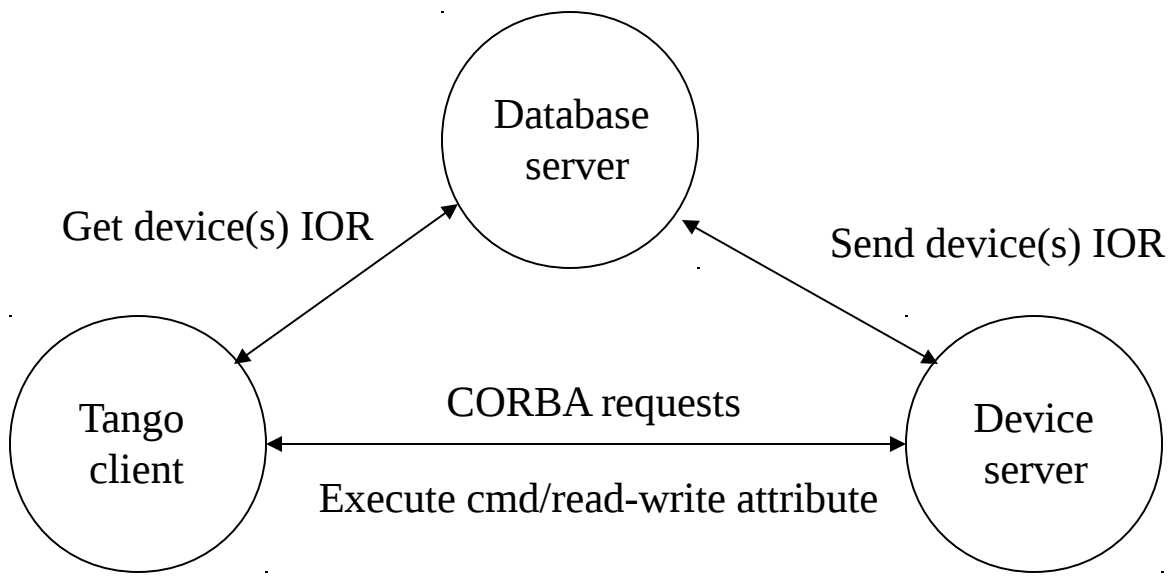 Database
server
Get device(s) IOR
Send device(s) IOR
Tango
client
CORBA requests
Execute cmd/read-write attribute
Device
server